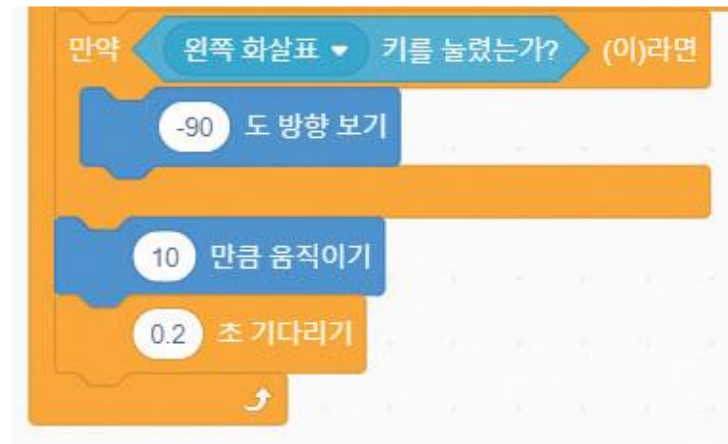 만약 왼쪽 화살표 키를 눌렀는가? (이)라면
-90 도 방향 보기
10 만큼 움직이기
0.2 초 기다리기